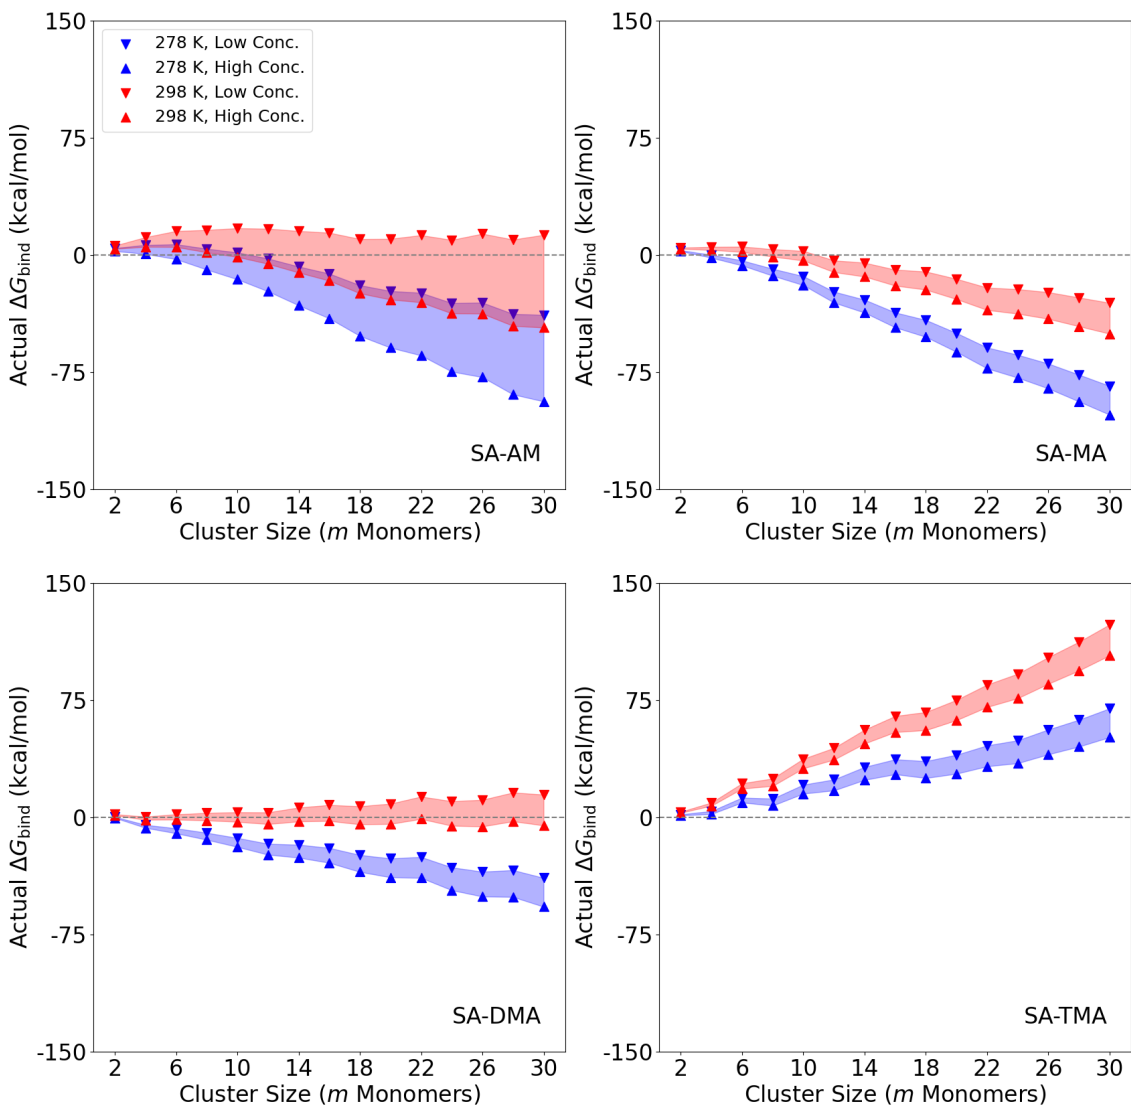 150
75
0
-75
-150
Actual ΔG_bind (kcal/mol)
278 K, Low Conc.
278 K, High Conc.
298 K, Low Conc.
298 K, High Conc.
SA-AM
2 6 10 14 18 22 26 30
Cluster Size (m Monomers)
150
75
0
-75
-150
Actual ΔG_bind (kcal/mol)
SA-MA
2 6 10 14 18 22 26 30
Cluster Size (m Monomers)
150
75
0
-75
-150
Actual ΔG_bind (kcal/mol)
SA-DMA
2 6 10 14 18 22 26 30
Cluster Size (m Monomers)
150
75
0
-75
-150
Actual ΔG_bind (kcal/mol)
SA-TMA
2 6 10 14 18 22 26 30
Cluster Size (m Monomers)